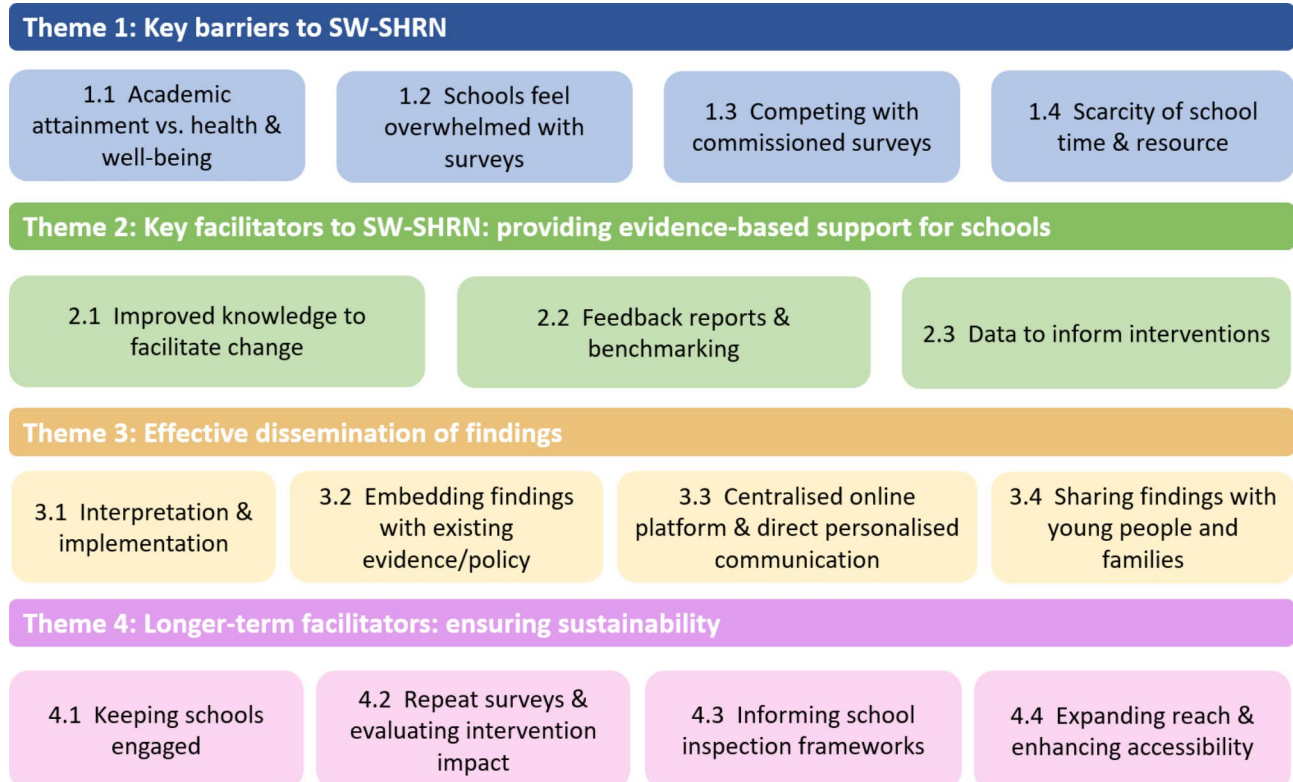 Theme 1: Key barriers to SW-SHRN
1.1 Academic
attainment vs. health &
well-being
1.2 Schools feel
overwhelmed with
surveys
1.3 Competing with
commissioned surveys
1.4 Scarcity of school
time & resource
Theme 2: Key facilitators to SW-SHRN: providing evidence-based support for schools
2.1 Improved knowledge to
facilitate change
2.2 Feedback reports &
benchmarking
2.3 Data to inform interventions
Theme 3: Effective dissemination of findings
3.1 Interpretation &
implementation
3.2 Embedding findings
with existing
evidence/policy
3.3 Centralised online
platform & direct personalised
communication
3.4 Sharing findings with
young people and
families
Theme 4: Longer-term facilitators: ensuring sustainability
4.1 Keeping schools
engaged
4.2 Repeat surveys &
evaluating intervention
impact
4.3 Informing school
inspection frameworks
4.4 Expanding reach &
enhancing accessibility